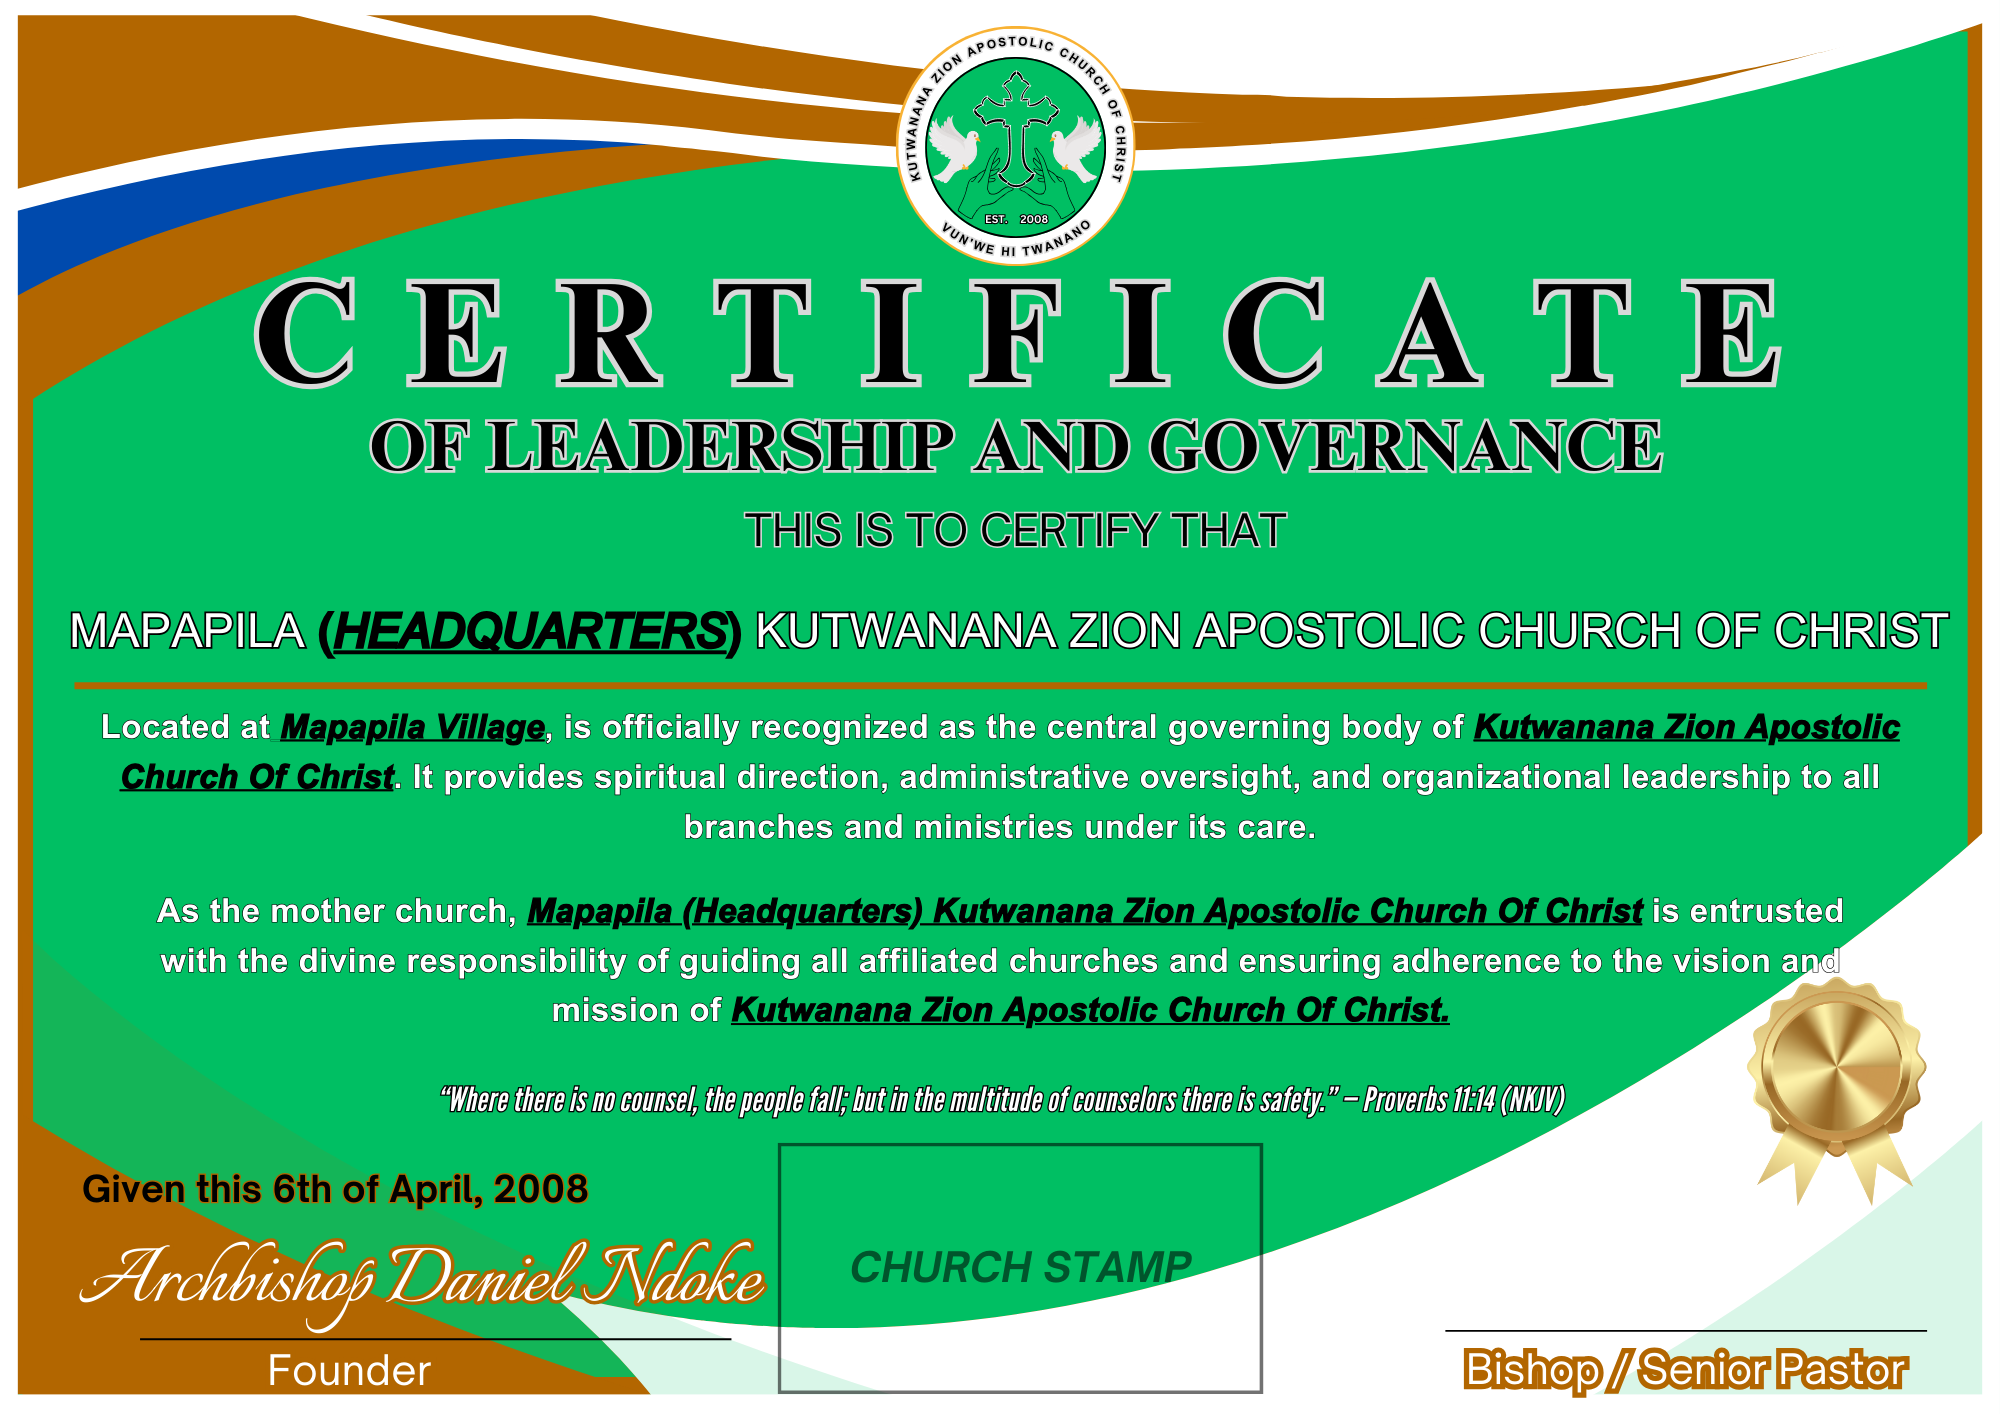 KUTWANANA ZION APOSTOLIC CHURCH OF CHRIST
EST. 2008
VUN'WE HI TWANANO
CERTIFICATE
OF LEADERSHIP AND GOVERNANCE
THIS IS TO CERTIFY THAT
MAPAPILA (HEADQUARTERS) KUTWANANA ZION APOSTOLIC CHURCH OF CHRIST
Located at Mapapila Village, is officially recognized as the central governing body of Kutwanana Zion Apostolic
Church Of Christ. It provides spiritual direction, administrative oversight, and organizational leadership to all
branches and ministries under its care.
As the mother church, Mapapila (Headquarters) Kutwanana Zion Apostolic Church Of Christ is entrusted
with the divine responsibility of guiding all affiliated churches and ensuring adherence to the vision and
mission of Kutwanana Zion Apostolic Church Of Christ.
“Where there is no counsel, the people fall; but in the multitude of counselors there is safety.” – Proverbs 11:14 (NKJV)
Given this 6th of April, 2008
Archbishop Daniel Ndoke
Founder
CHURCH STAMP
Bishop / Senior Pastor